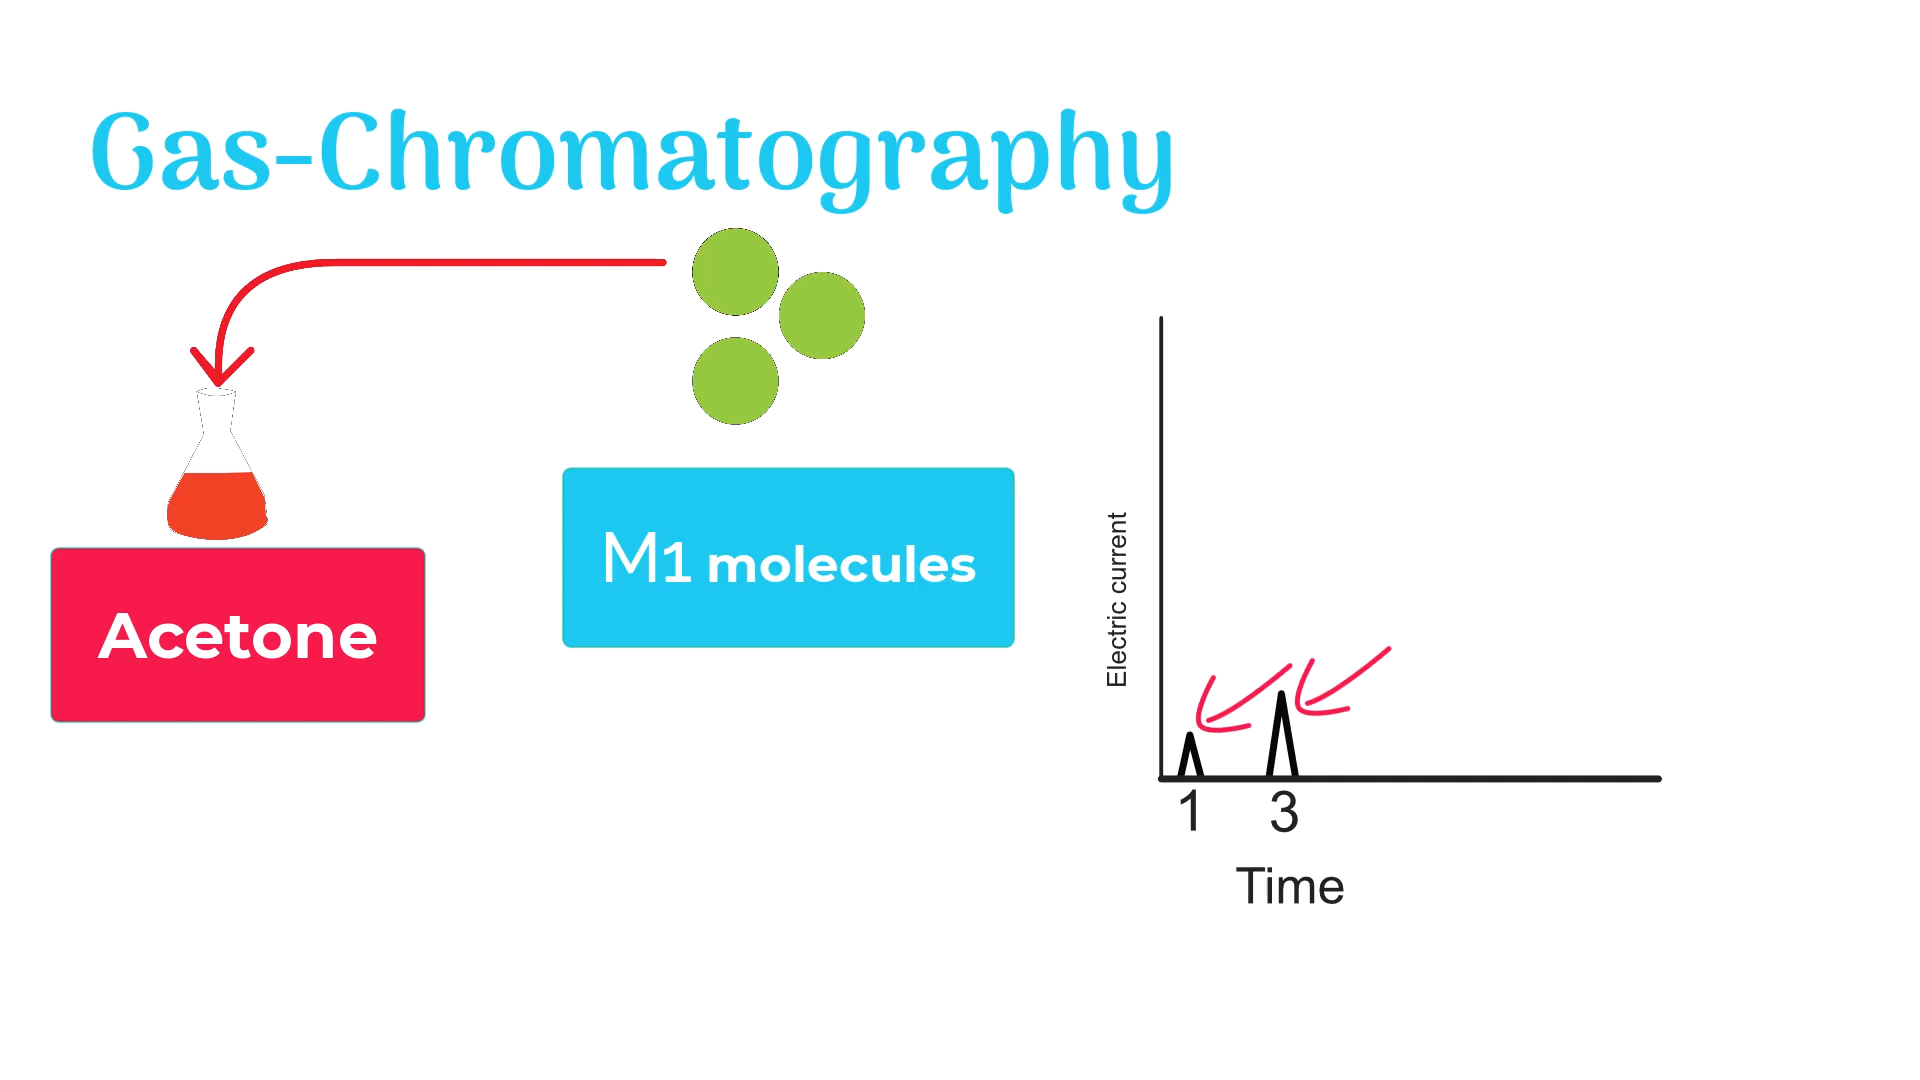 Gas-Chromatography
Acetone
M1 molecules
Electric current
1 3
Time